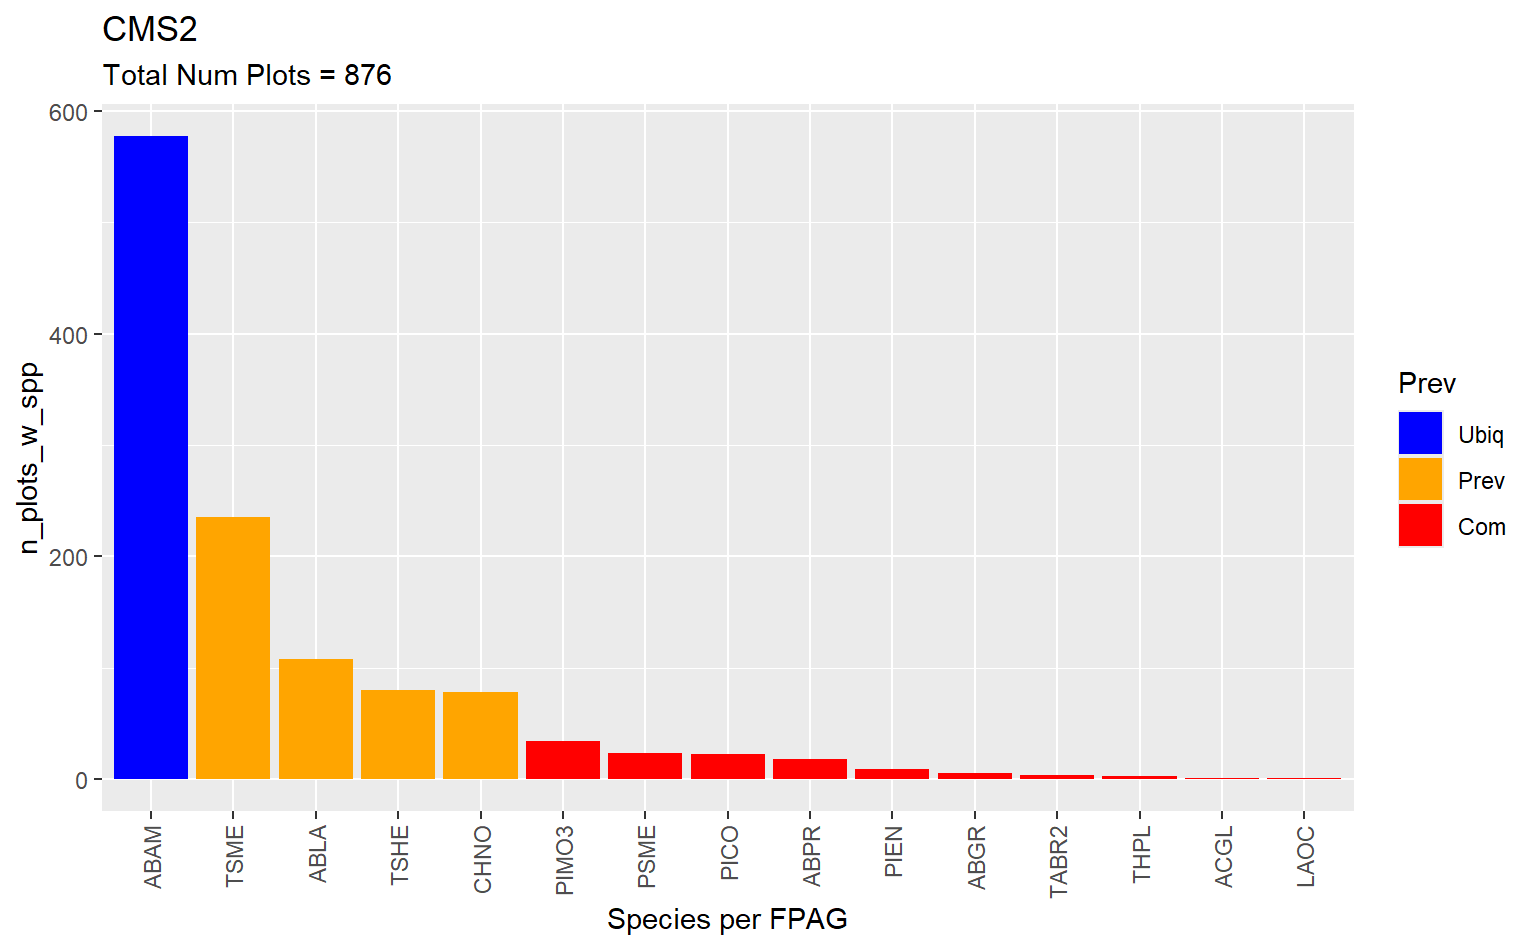 CMS2
Total Num Plots = 876
n_plots_w_spp
600
400
200
0
ABAM
TSME
ABLA
TSHE
CHNO
PIMO3
PSME
PICO
ABPR
PIEN
ABGR
TABR2
THPL
ACGL
LAOC
Species per FPAG
Prev
Ubiq
Prev
Com